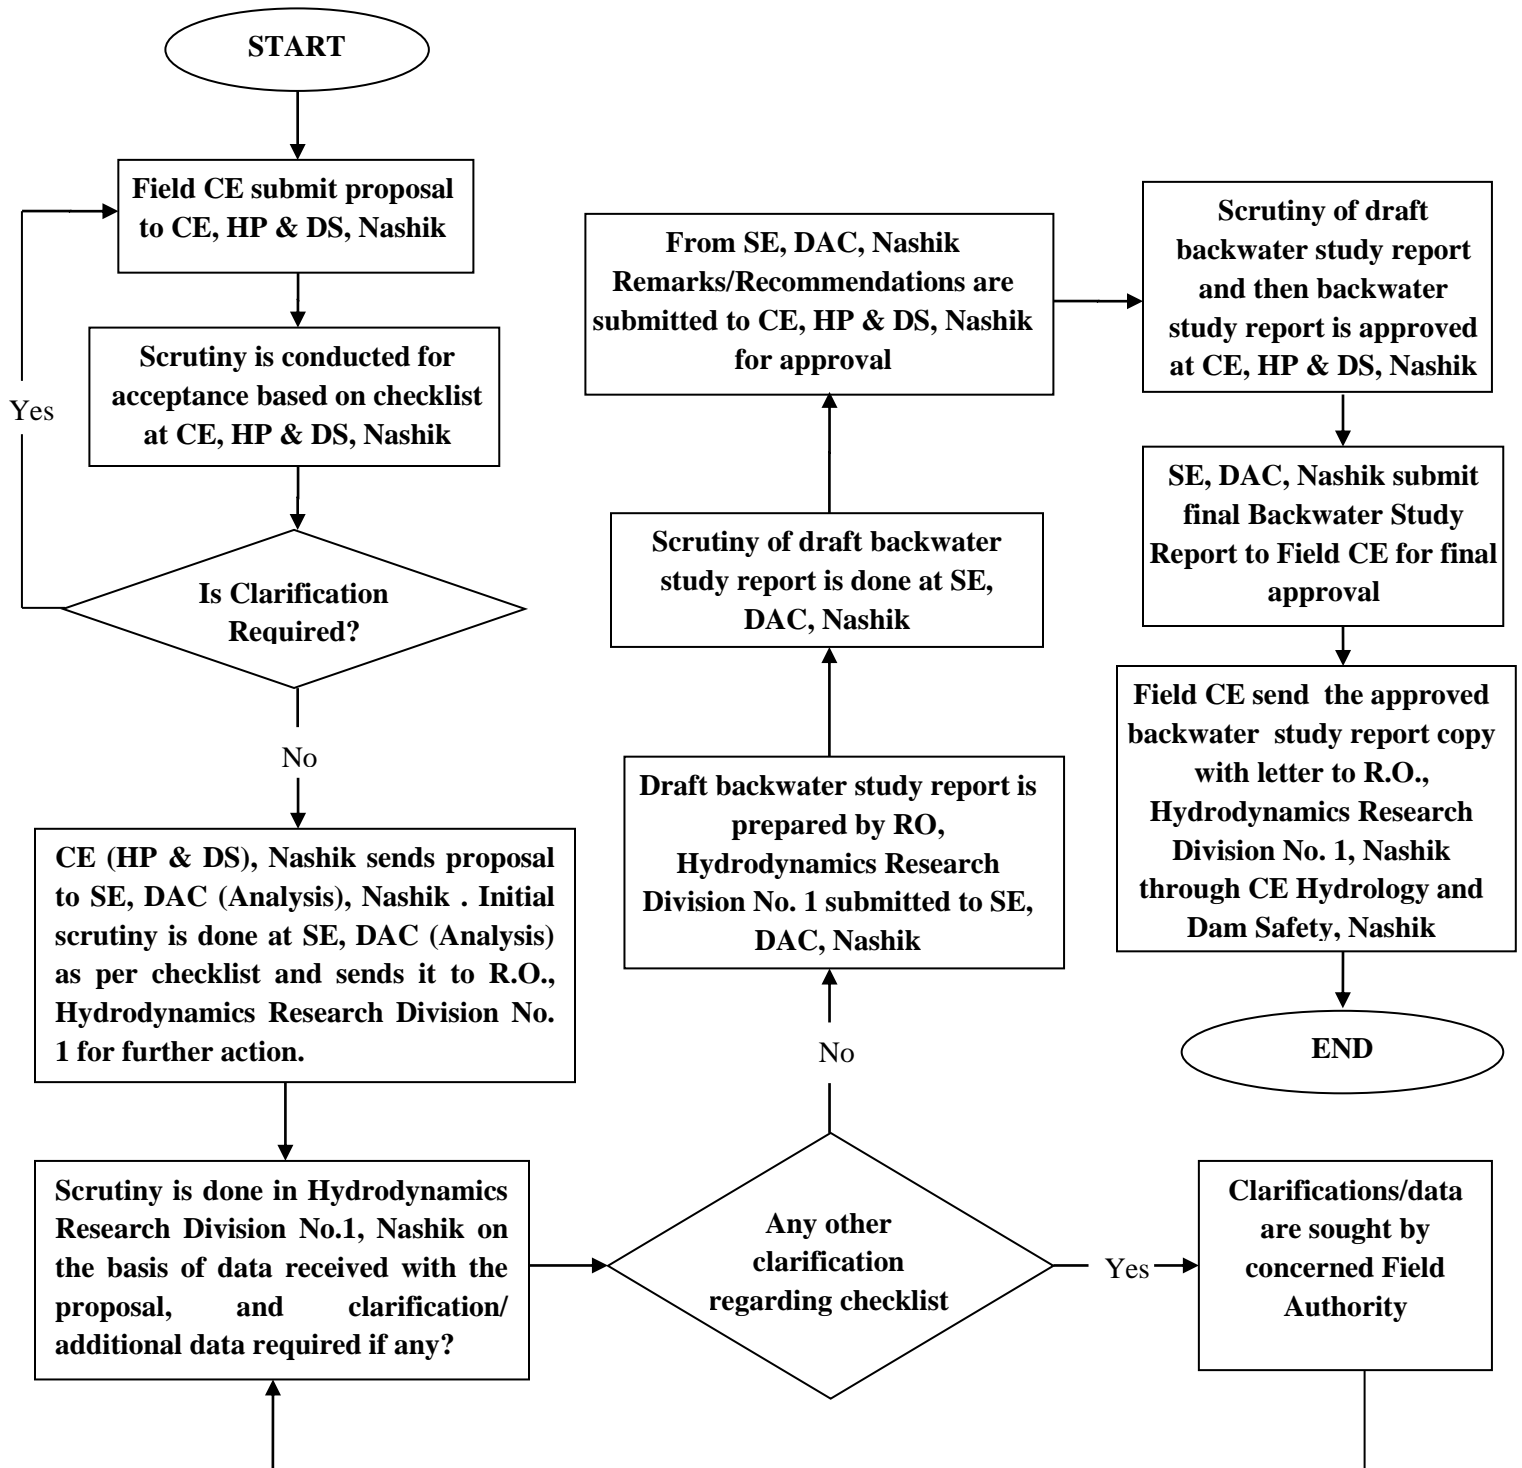 START
Field CE submit proposal
to CE, HP & DS, Nashik
Scrutiny is conducted for
acceptance based on checklist
at CE, HP & DS, Nashik
Yes
Is Clarification
Required?
No
CE (HP & DS), Nashik sends proposal
to SE, DAC (Analysis), Nashik . Initial
scrutiny is done at SE, DAC (Analysis)
as per checklist and sends it to R.O.,
Hydrodynamics Research Division No.
1 for further action.
Scrutiny is done in Hydrodynamics
Research Division No.1, Nashik on
the basis of data received with the
proposal, and clarification/
additional data required if any?
Any other
clarification
regarding checklist
Yes
Clarifications/data
are sought by
concerned Field
Authority
No
Draft backwater study report is
prepared by RO,
Hydrodynamics Research
Division No. 1 submitted to SE,
DAC, Nashik
Scrutiny of draft backwater
study report is done at SE,
DAC, Nashik
From SE, DAC, Nashik
Remarks/Recommendations are
submitted to CE, HP & DS, Nashik
for approval
Scrutiny of draft
backwater study report
and then backwater
study report is approved
at CE, HP & DS, Nashik
SE, DAC, Nashik submit
final Backwater Study
Report to Field CE for final
approval
Field CE send the approved
backwater study report copy
with letter to R.O.,
Hydrodynamics Research
Division No. 1, Nashik
through CE Hydrology and
Dam Safety, Nashik
END